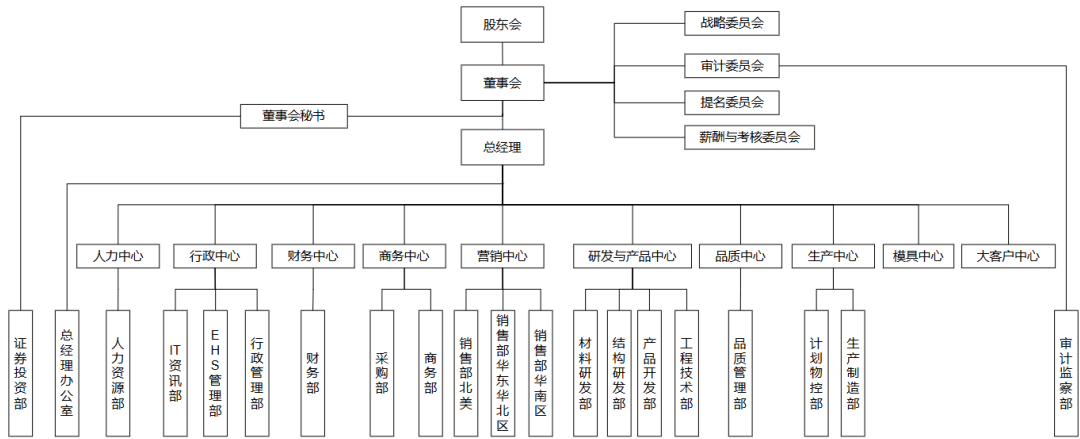 股东会
战略委员会
审计委员会
董事会
提名委员会
董事会秘书
薪酬与考核委员会
总经理
人力中心
行政中心
财务中心
商务中心
营销中心
研发与产品中心
品质中心
生产中心
模具中心
大客户中心
证券投资部
总经理办公室
人力资源部
IT资讯部
EHS管理部
行政管理部
财务部
采购部
商务部
销售部北美
销售部华东华北区
销售部华南区
材料研发部
结构研发部
产品开发部
工程技术部
品质管理部
计划物控部
生产制造部
审计监察部